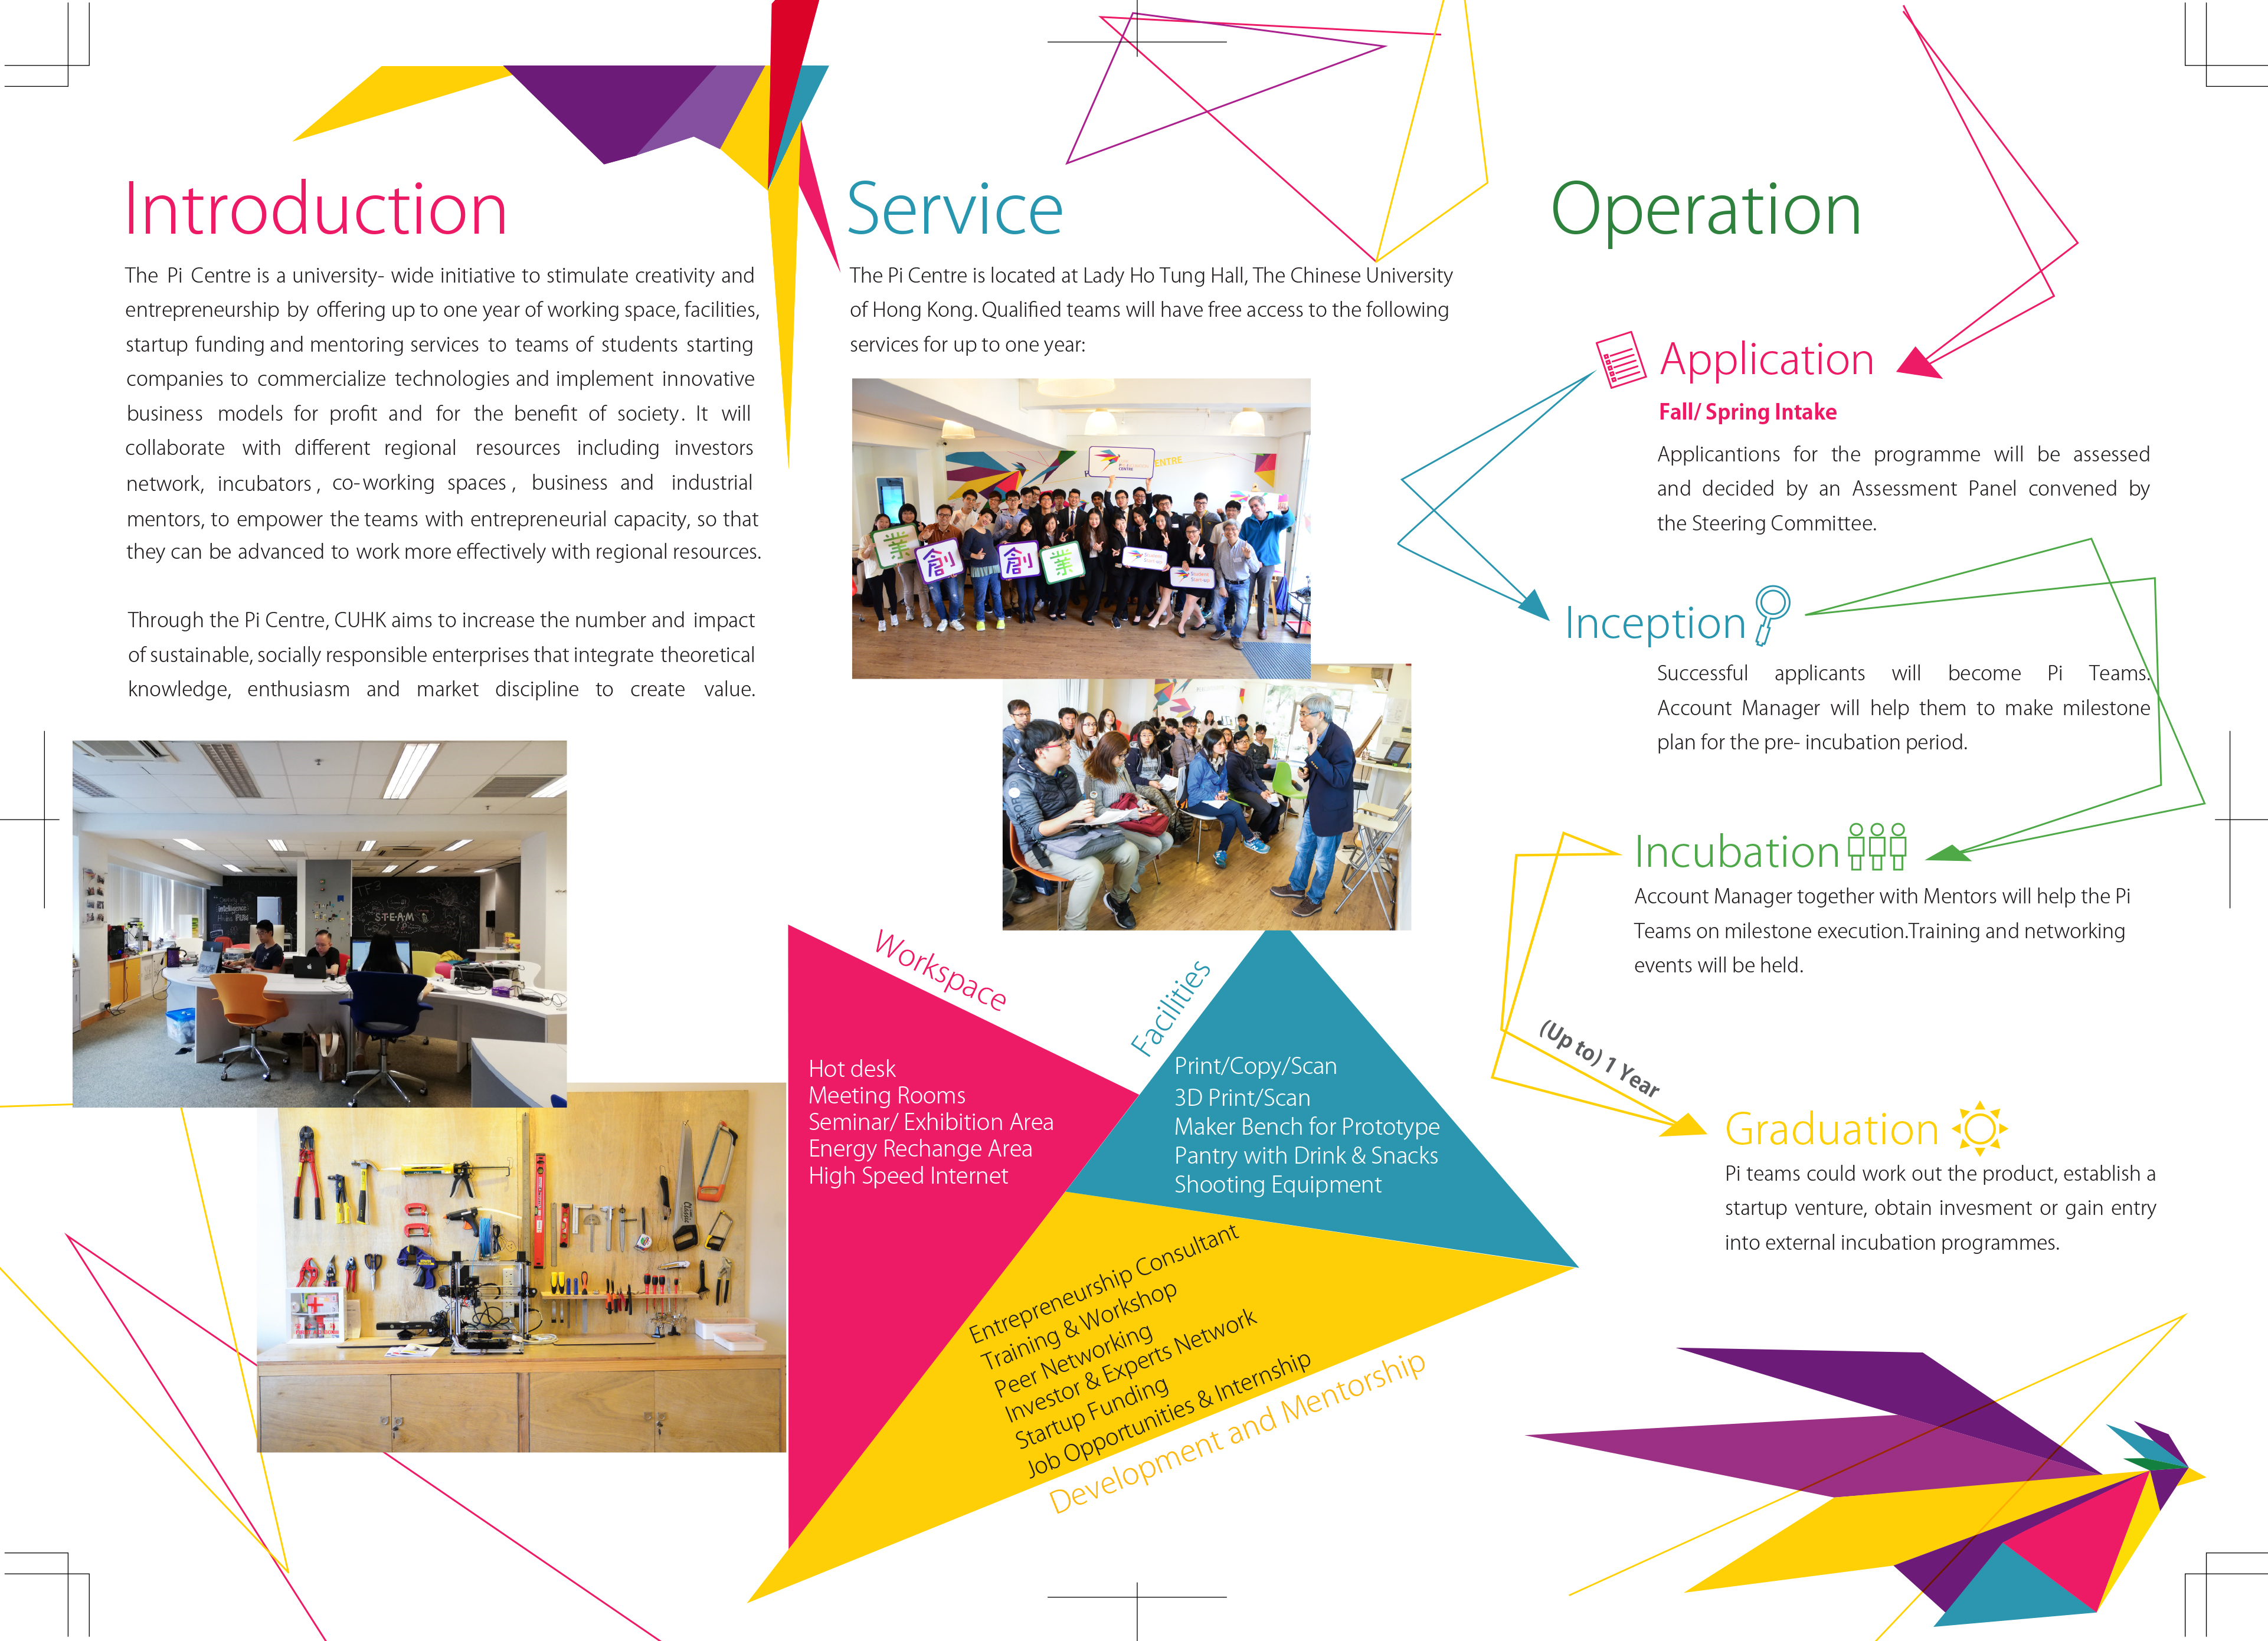 Introduction
The Pi Centre is a university- wide initiative to stimulate creativity and
entrepreneurship by offering up to one year of working space, facilities,
startup funding and mentoring services to teams of students starting
companies to commercialize technologies and implement innovative
business models for profit and for the benefit of society. It will
collaborate with different regional resources including investors
network, incubators , co-working spaces , business and industrial
mentors, to empower the teams with entrepreneurial capacity, so that
they can be advanced to work more effectively with regional resources.
Through the Pi Centre, CUHK aims to increase the number and impact
of sustainable, socially responsible enterprises that integrate theoretical
knowledge, enthusiasm and market discipline to create value.
TF3
STEAM
Service
The Pi Centre is located at Lady Ho Tung Hall, The Chinese University
of Hong Kong. Qualified teams will have free access to the following
services for up to one year:
CENTRE
ENTRE
業
創
創
業
Workspace
Hot desk
Meeting Rooms
Seminar/ Exhibition Area
Energy Rechange Area
High Speed Internet
Facilities
Print/Copy/Scan
3D Print/Scan
Maker Bench for Prototype
Pantry with Drink & Snacks
Shooting Equipment
Entrepreneurship Consultant
Training & Workshop
Peer Networking
Investor & Experts Network
Startup Funding
Job Opportunities & Internship
Development and Mentorship
Operation
Application
Fall/ Spring Intake
Applicantions for the programme will be assessed
and decided by an Assessment Panel convened by
the Steering Committee.
Inception
Successful applicants will become Pi Teams.
Account Manager will help them to make milestone
plan for the pre- incubation period.
Incubation
Account Manager together with Mentors will help the Pi
Teams on milestone execution.Training and networking
events will be held.
(Up to) 1 Year
Graduation
Pi teams could work out the product, establish a
startup venture, obtain invesment or gain entry
into external incubation programmes.